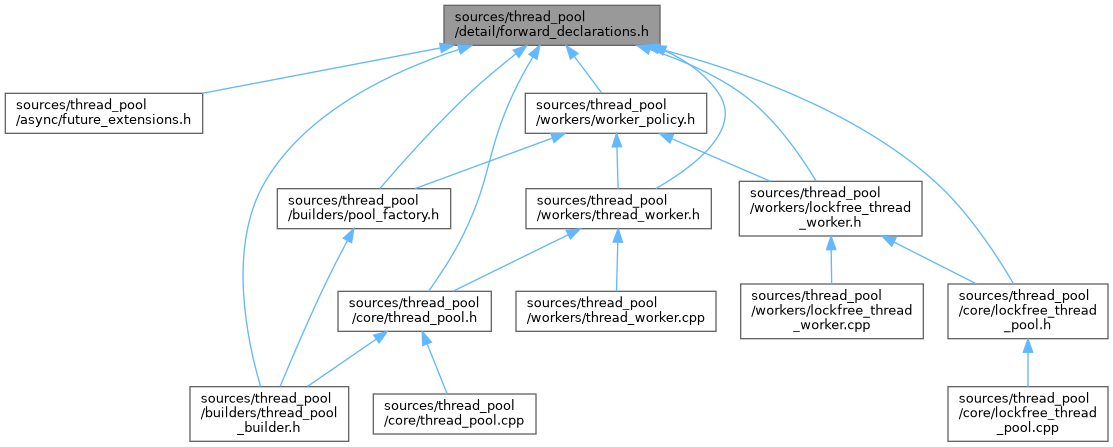 sources/thread_pool
/detail/forward_declarations.h
sources/thread_pool
/async/future_extensions.h
sources/thread_pool
/workers/worker_policy.h
sources/thread_pool
/builders/pool_factory.h
sources/thread_pool
/workers/thread_worker.h
sources/thread_pool
/workers/lockfree_thread
_worker.h
sources/thread_pool
/core/thread_pool.h
sources/thread_pool
/workers/thread_worker.cpp
sources/thread_pool
/workers/lockfree_thread
_worker.cpp
sources/thread_pool
/core/lockfree_thread
_pool.h
sources/thread_pool
/builders/thread_pool
_builder.h
sources/thread_pool
/core/thread_pool.cpp
sources/thread_pool
/core/lockfree_thread
_pool.cpp